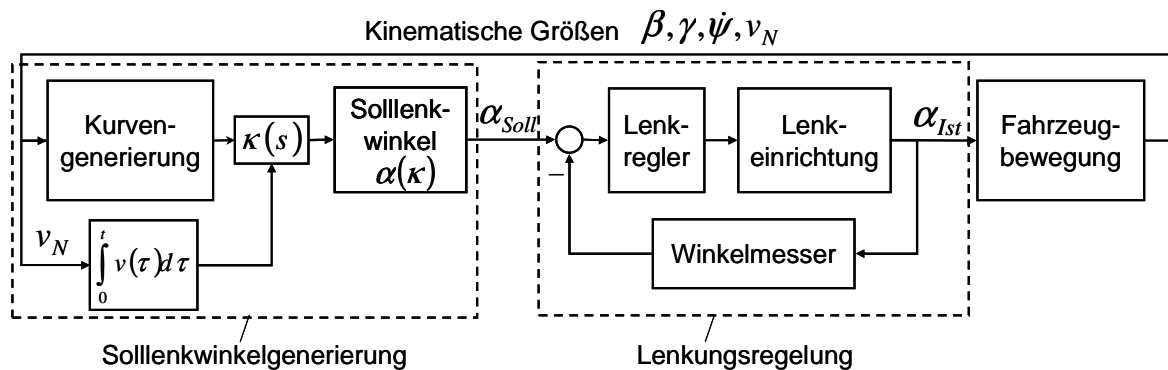 Kinematische Größen β, γ, ψ̇, v_N
Kurven-
generierung
κ(s)
Solllenk-
winkel
α(κ)
α_Soll
−
Lenk-
regler
Lenk-
einrichtung
α_Ist
Fahrzeug-
bewegung
v_N
∫₀ᵗ v(τ)dτ
Winkelmesser
Solllenkwinkelgenerierung
Lenkungsregelung